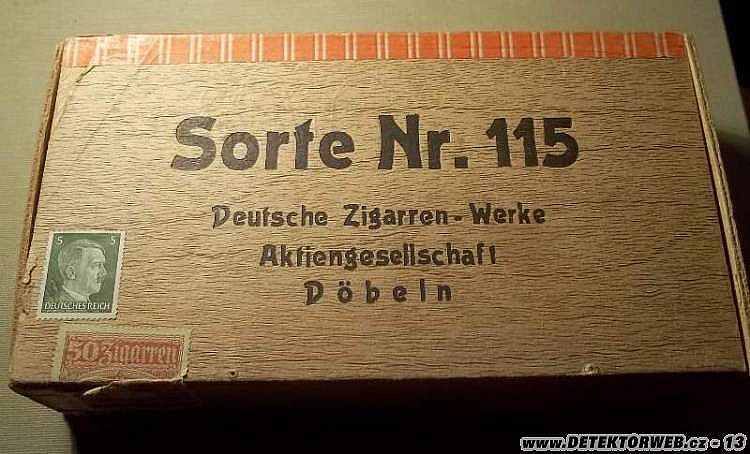 Sorte Nr. 115
Deutsche Zigarren-Werke
Aktiengesellschaft
Döbeln
5 5
DEUTSCHES REICH
50 Zigarren
www.DETEKTORWEB.cz - 13